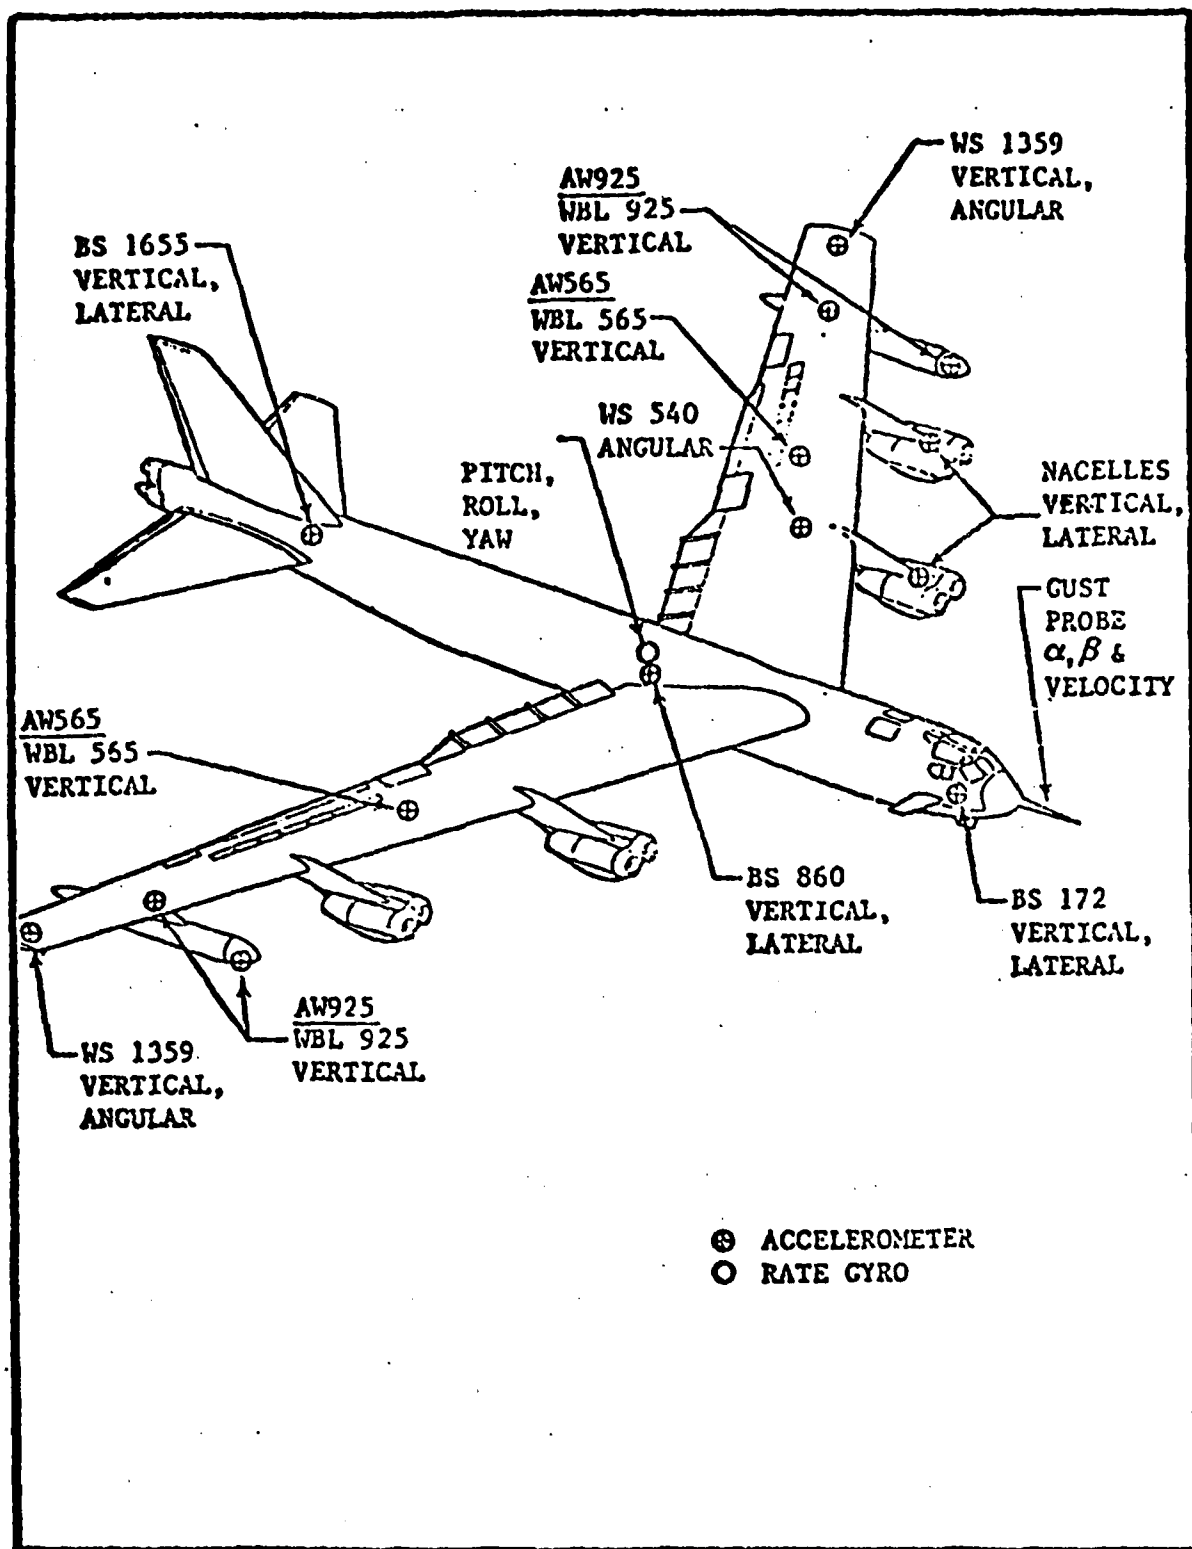 WS 1359
VERTICAL,
ANGULAR
AW925
WBL 925
VERTICAL
BS 1655
VERTICAL,
LATERAL
AW565
WBL 565
VERTICAL
WS 540
ANGULAR
PITCH,
ROLL,
YAW
NACELLES
VERTICAL,
LATERAL
GUST
PROBE
α, β &
VELOCITY
AW565
WBL 565
VERTICAL
BS 860
VERTICAL,
LATERAL
BS 172
VERTICAL,
LATERAL
AW925
WBL 925
VERTICAL
WS 1359
VERTICAL,
ANGULAR
ACCELEROMETER
RATE GYRO